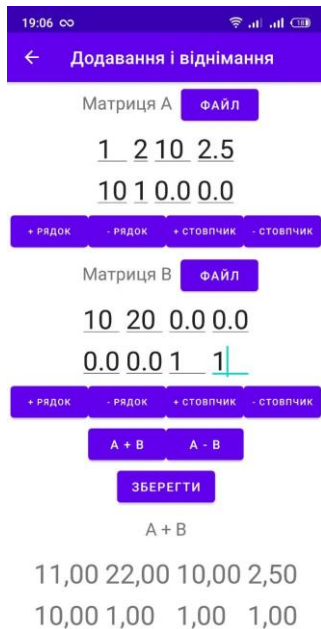 19:06 18
Додавання і віднімання
Матриця A ФАЙЛ
1 2 10 2.5
10 1 0.0 0.0
+ РЯДОК - РЯДОК + СТОВПЧИК - СТОВПЧИК
Матриця B ФАЙЛ
10 20 0.0 0.0
0.0 0.0 1 1
+ РЯДОК - РЯДОК + СТОВПЧИК - СТОВПЧИК
A + B A - B
ЗБЕРЕГТИ
A + B
11,00 22,00 10,00 2,50
10,00 1,00 1,00 1,00